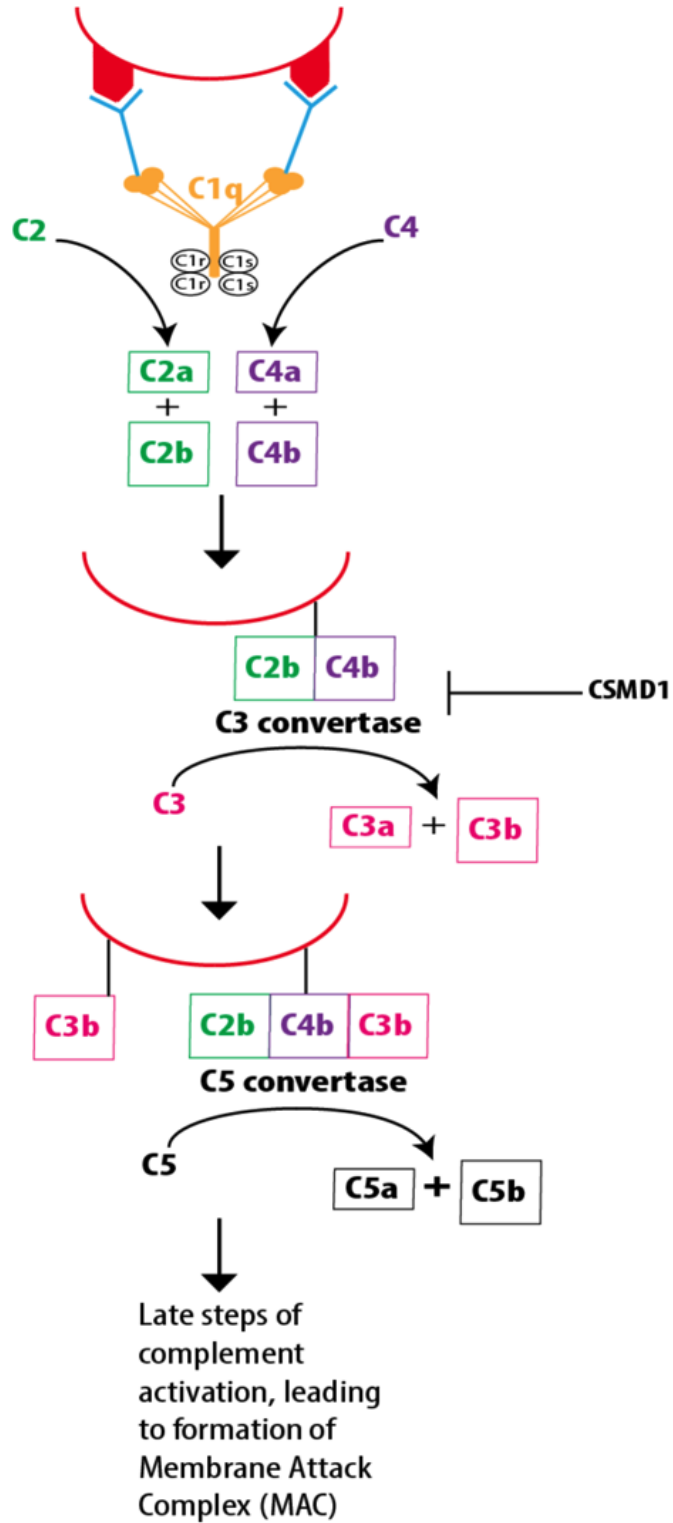 C1q
C2
C4
C1r C1s
C1r C1s
C2a C4a
+ +
C2b C4b
C2b C4b
CSMD1
C3 convertase
C3
C3a + C3b
C3b
C2b C4b C3b
C5 convertase
C5
C5a + C5b
Late steps of
complement
activation, leading
to formation of
Membrane Attack
Complex (MAC)